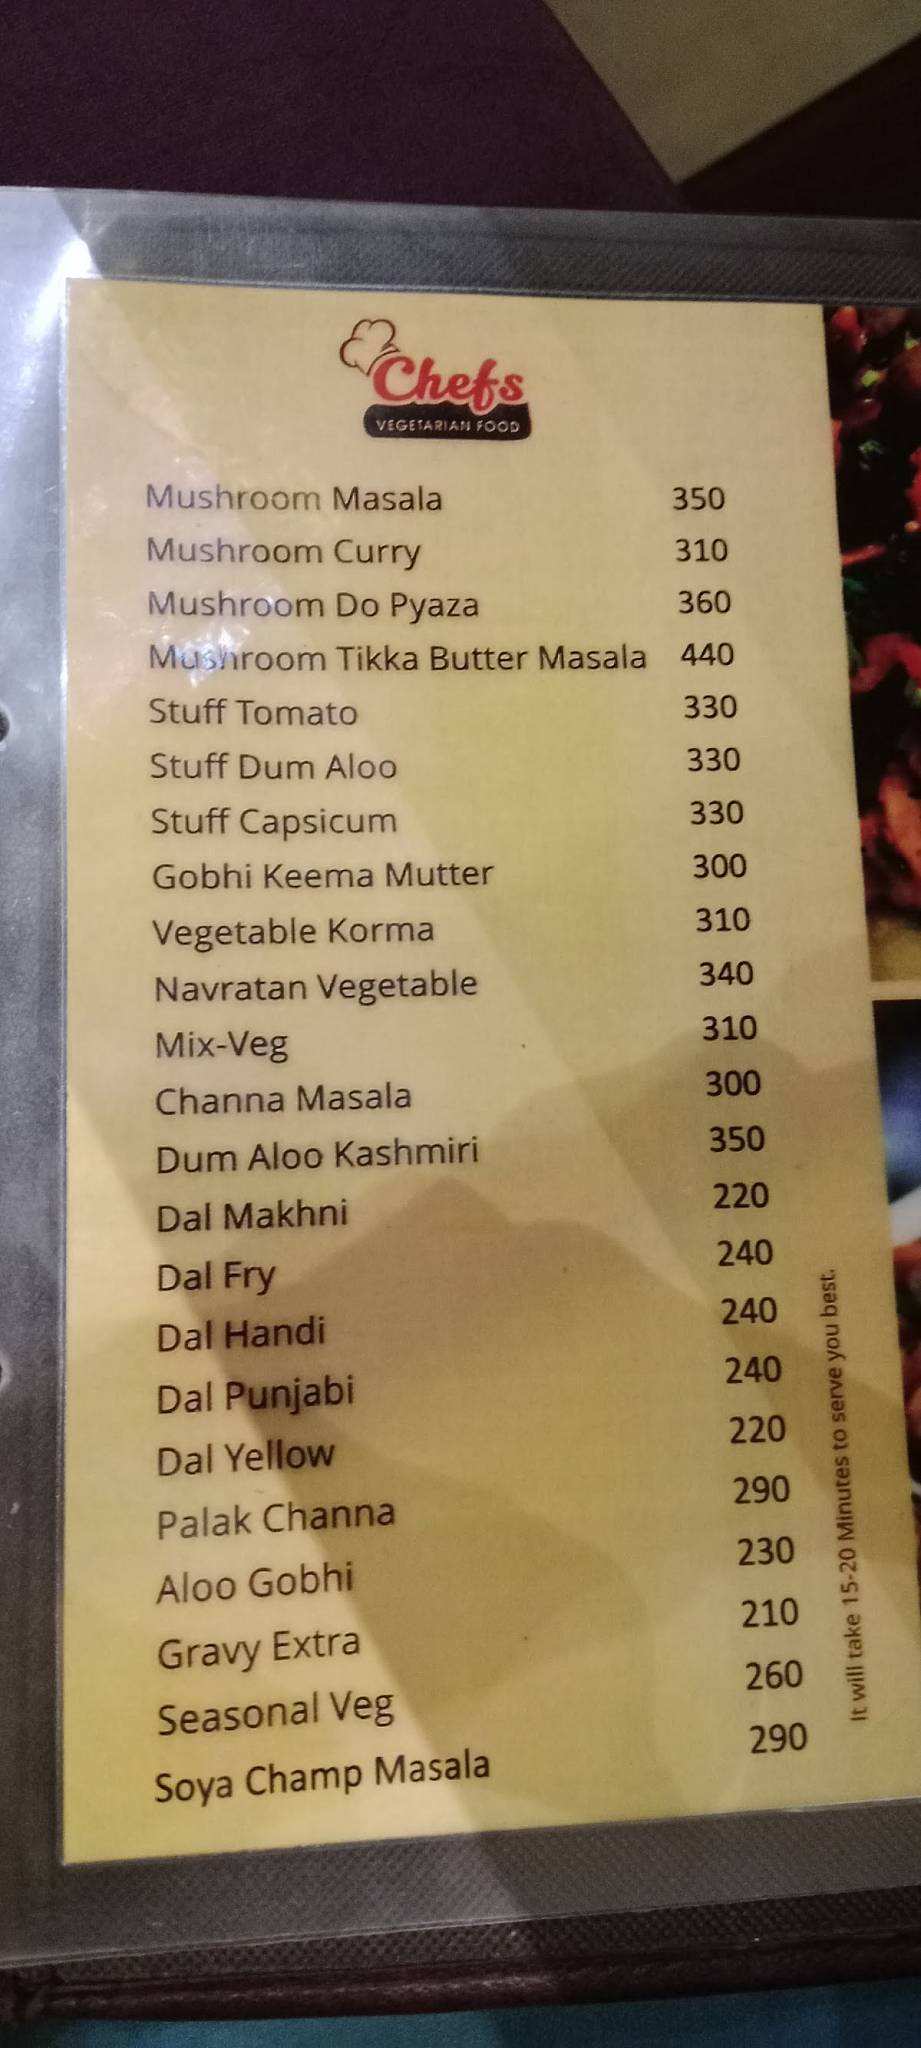 Chefs
VEGETARIAN FOOD
Mushroom Masala 350
Mushroom Curry 310
Mushroom Do Pyaza 360
Mushroom Tikka Butter Masala 440
Stuff Tomato 330
Stuff Dum Aloo 330
Stuff Capsicum 330
Gobhi Keema Mutter 300
Vegetable Korma 310
Navratan Vegetable 340
Mix-Veg 310
Channa Masala 300
Dum Aloo Kashmiri 350
Dal Makhni 220
Dal Fry 240
Dal Handi 240
Dal Punjabi 240
Dal Yellow 220
Palak Channa 290
Aloo Gobhi 230
Gravy Extra 210
Seasonal Veg 260
Soya Champ Masala 290
It will take 15-20 Minutes to serve you best.